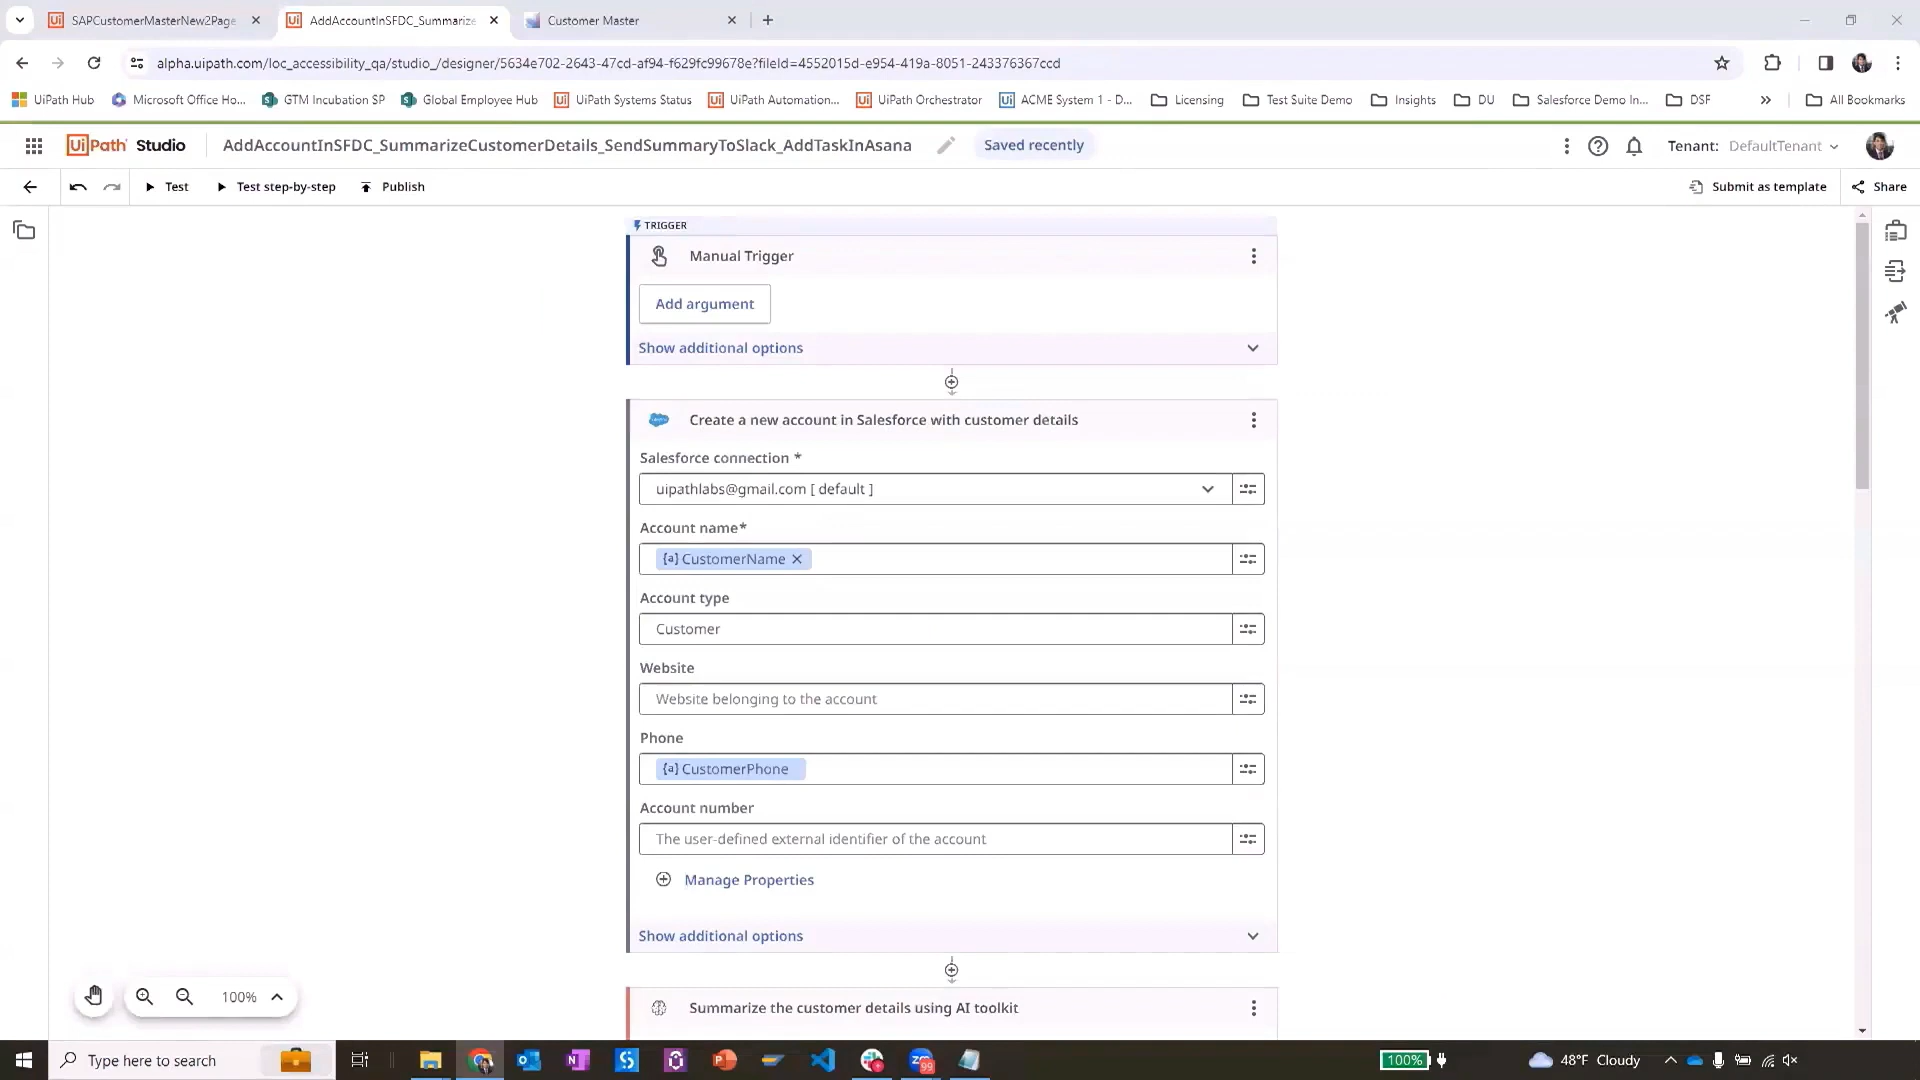 SAPCustomerMasterNew2Page
AddAccountInSFDC_Summarize
Customer Master
alpha.uipath.com/loc_accessibility_qa/studio_/designer/5634e702-2643-47cd-af94-f629fc99678e?fileId=4552015d-e954-419a-8051-243376367ccd
UiPath Hub
Microsoft Office Ho...
GTM Incubation SP
Global Employee Hub
UiPath Systems Status
UiPath Automation...
UiPath Orchestrator
ACME System 1 - D...
Licensing
Test Suite Demo
Insights
DU
Salesforce Demo In...
DSF
All Bookmarks
UiPath Studio
AddAccountInSFDC_SummarizeCustomerDetails_SendSummaryToSlack_AddTaskInAsana
Saved recently
Tenant: DefaultTenant
Test
Test step-by-step
Publish
Submit as template
Share
TRIGGER
Manual Trigger
Add argument
Show additional options
Create a new account in Salesforce with customer details
Salesforce connection *
uipathlabs@gmail.com [ default ]
Account name*
{a} CustomerName
Account type
Customer
Website
Website belonging to the account
Phone
{a} CustomerPhone
Account number
The user-defined external identifier of the account
Manage Properties
Show additional options
100%
Summarize the customer details using AI toolkit
Type here to search
99
100%
48°F Cloudy